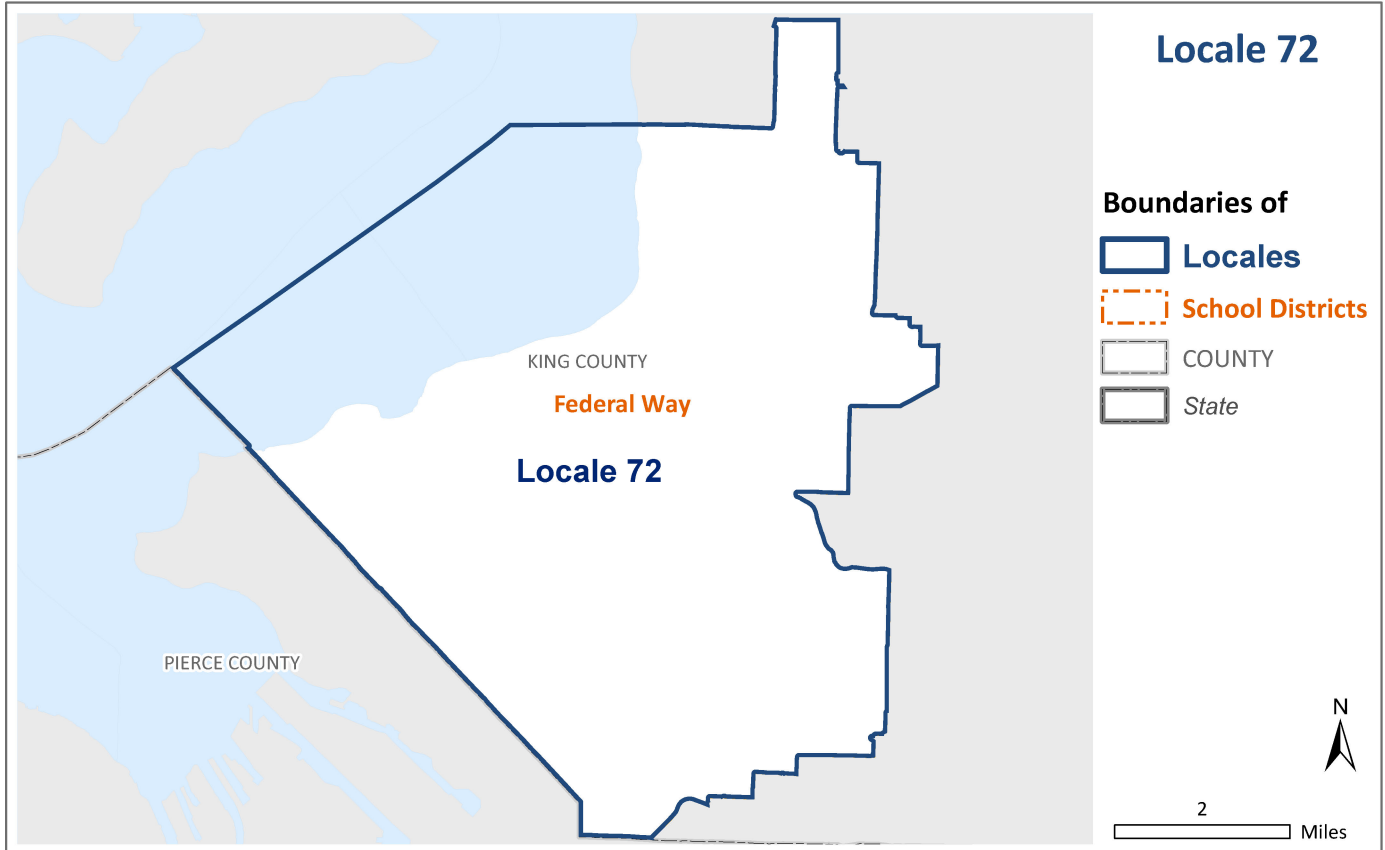 Locale 72
Boundaries of
Locales
School Districts
COUNTY
State
KING COUNTY
Federal Way
Locale 72
PIERCE COUNTY
N
2
Miles